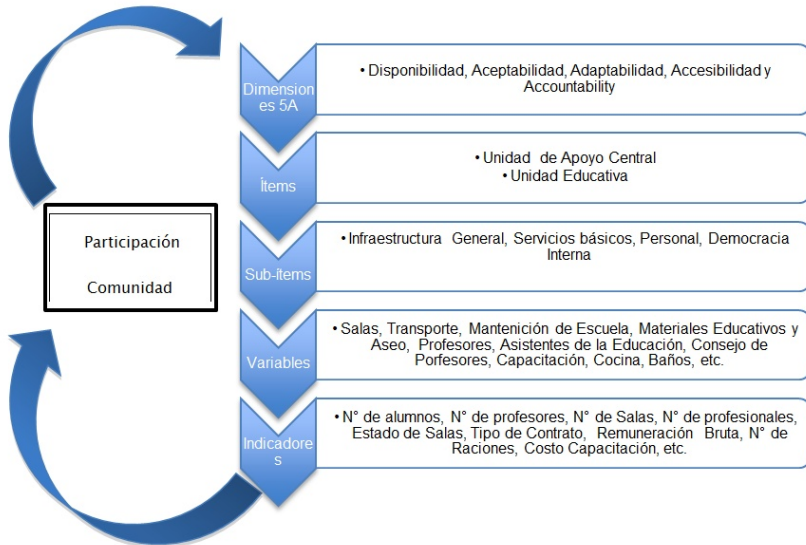 Dimension
es 5A
• Disponibilidad, Aceptabilidad, Adaptabilidad, Accesibilidad y
Accountability
Ítems
• Unidad de Apoyo Central
• Unidad Educativa
Participación
Comunidad
Sub-ítems
• Infraestructura General, Servicios básicos, Personal, Democracia
Interna
Variables
• Salas, Transporte, Mantención de Escuela, Materiales Educativos y
Aseo, Profesores, Asistentes de la Educación, Consejo de
Porfesores, Capacitación, Cocina, Baños, etc.
Indicadore
s
• N° de alumnos, N° de profesores, N° de Salas, N° de profesionales,
Estado de Salas, Tipo de Contrato, Remuneración Bruta, N° de
Raciones, Costo Capacitación, etc.